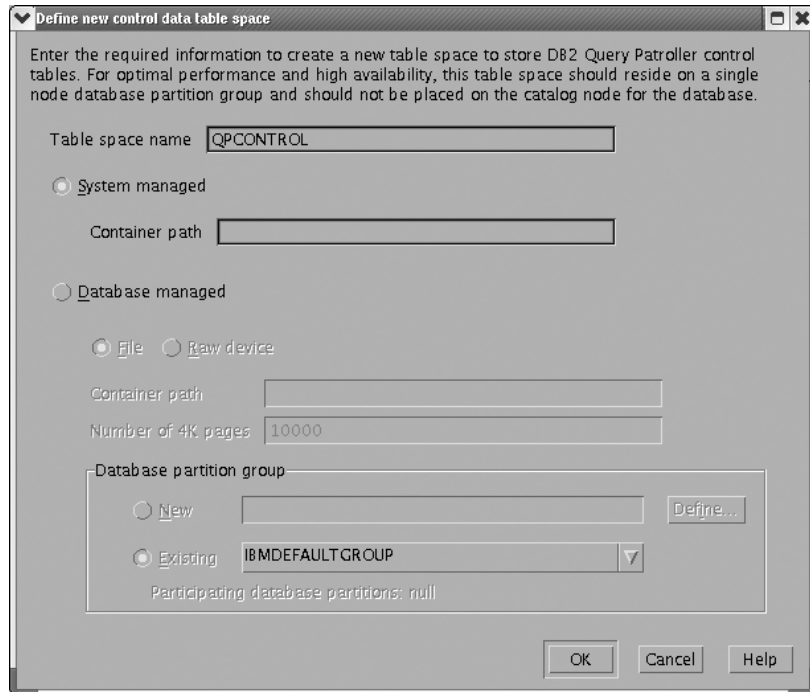 Define new control data table space
Enter the required information to create a new table space to store DB2 Query Patroller control
tables. For optimal performance and high availability, this table space should reside on a single
node database partition group and should not be placed on the catalog node for the database.
Table space name QPCONTROL
System managed
Container path
Database managed
File Raw device
Container path
Number of 4K pages 10000
Database partition group
New Define...
Existing IBMDEFAULTGROUP
Participating database partitions: null
OK Cancel Help